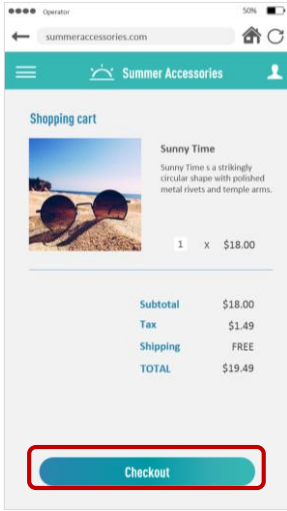 Operator 50%
summeraccessories.com
Summer Accessories
Shopping cart
Sunny Time
Sunny Time s a strikingly
circular shape with polished
metal rivets and temple arms.
1 x $18.00
Subtotal $18.00
Tax $1.49
Shipping FREE
TOTAL $19.49
Checkout